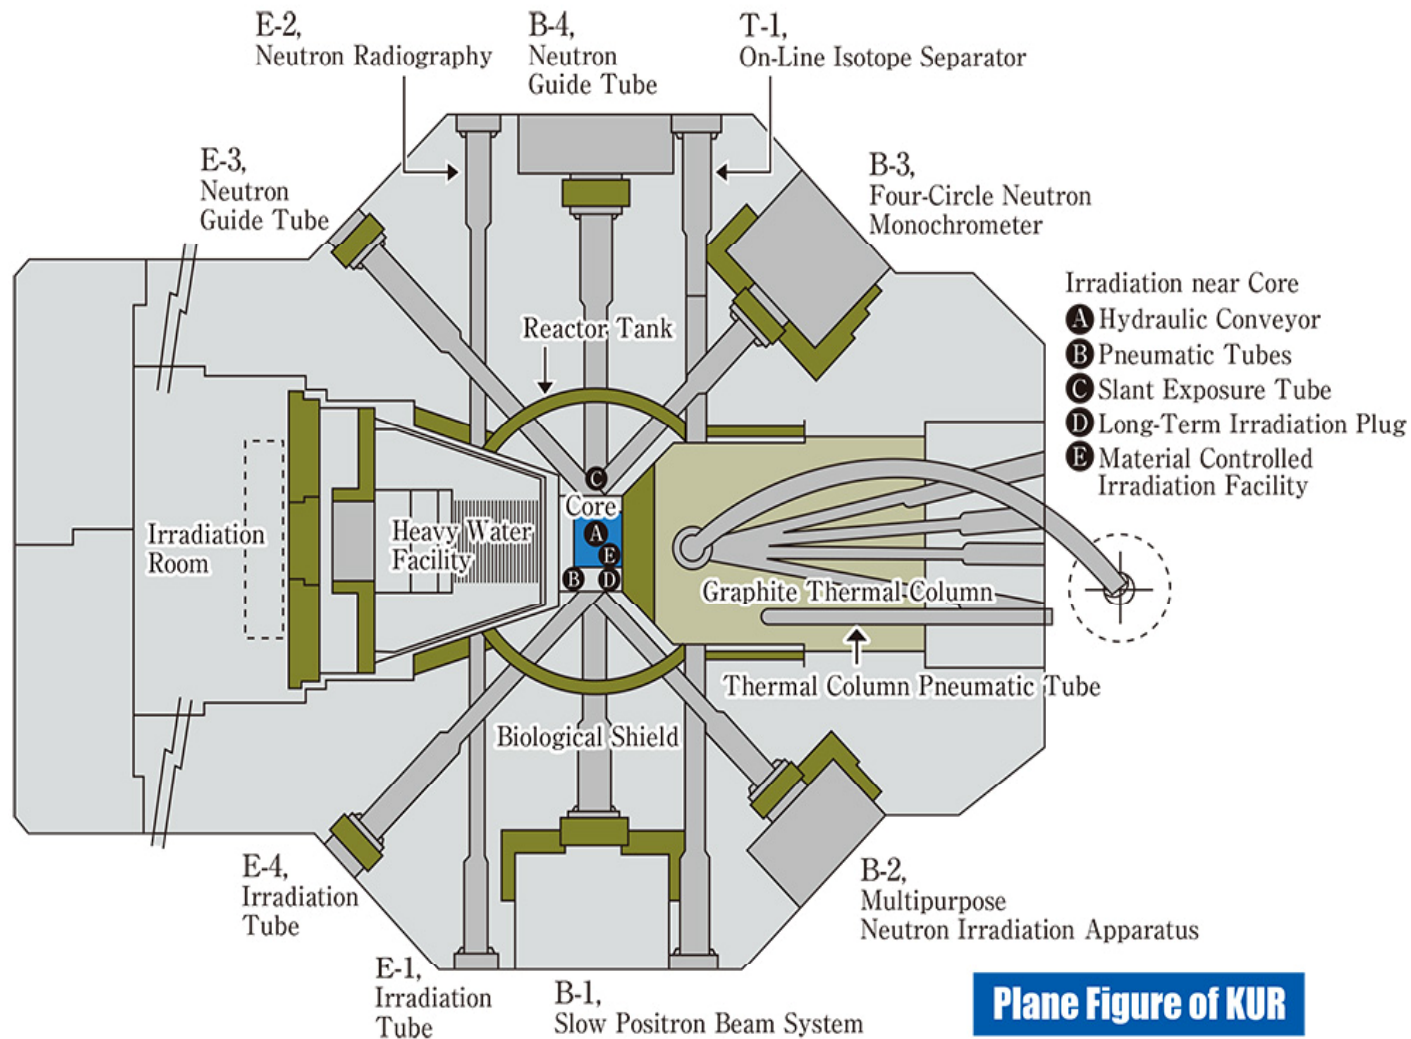 E-2,
Neutron Radiography
B-4,
Neutron
Guide Tube
T-1,
On-Line Isotope Separator
E-3,
Neutron
Guide Tube
B-3,
Four-Circle Neutron
Monochrometer
Irradiation near Core
A Hydraulic Conveyor
B Pneumatic Tubes
C Slant Exposure Tube
D Long-Term Irradiation Plug
E Material Controlled
Irradiation Facility
Reactor Tank
C
Core
A
E
B
D
Irradiation
Room
Heavy Water
Facility
Graphite Thermal Column
Thermal Column Pneumatic Tube
Biological Shield
E-4,
Irradiation
Tube
B-2,
Multipurpose
Neutron Irradiation Apparatus
E-1,
Irradiation
Tube
B-1,
Slow Positron Beam System
Plane Figure of KUR